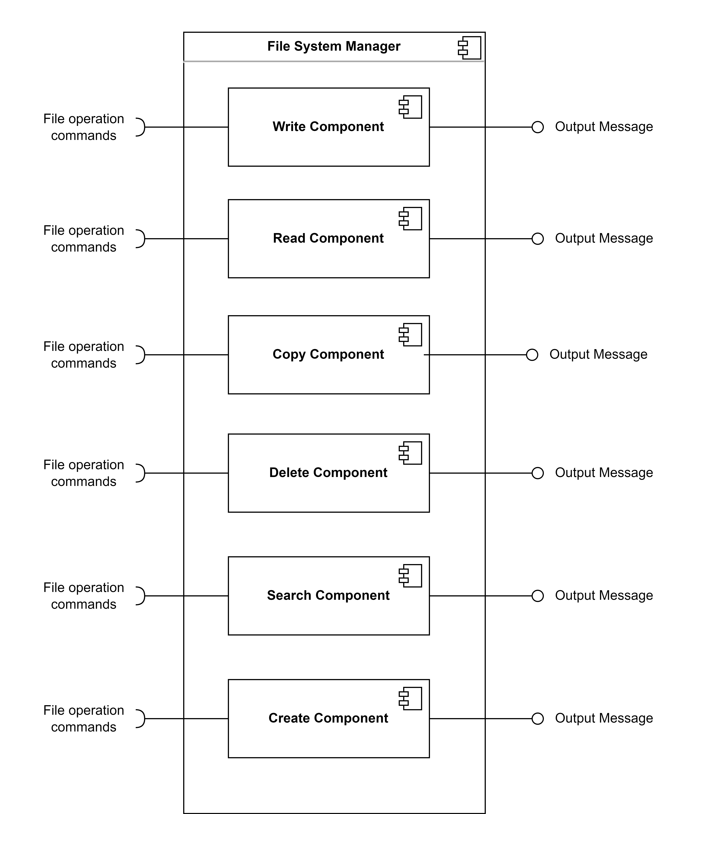 File System Manager
File operation
commands
Write Component
Output Message
File operation
commands
Read Component
Output Message
File operation
commands
Copy Component
Output Message
File operation
commands
Delete Component
Output Message
File operation
commands
Search Component
Output Message
File operation
commands
Create Component
Output Message